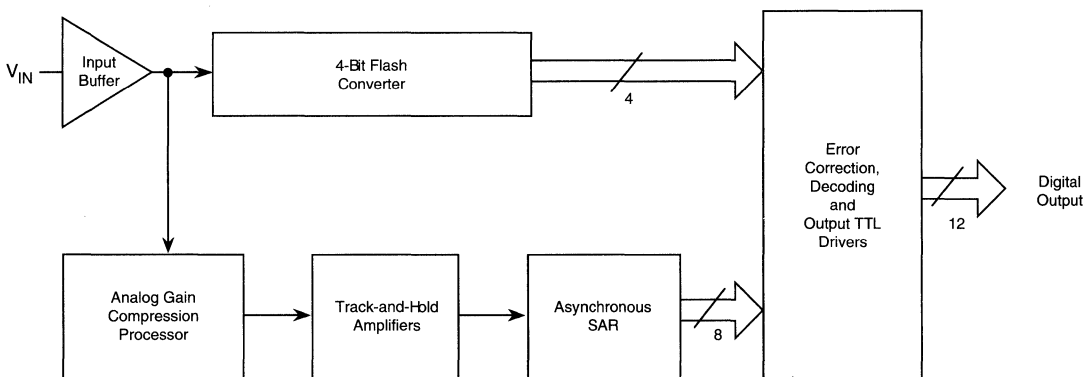 V_IN
Input
Buffer
4-Bit Flash
Converter
4
Error
Correction,
Decoding
and
Output TTL
Drivers
12
Digital
Output
Analog Gain
Compression
Processor
Track-and-Hold
Amplifiers
Asynchronous
SAR
8